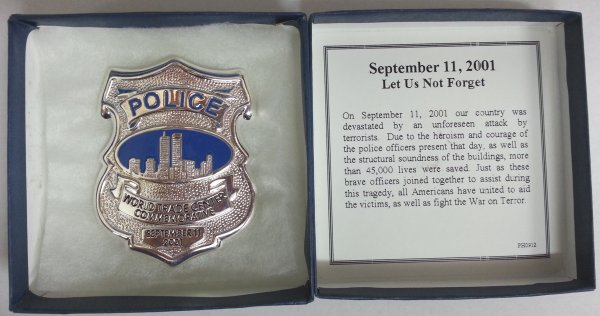 POLICE
WORLD TRADE CENTER
COMMEMORATIVE
SEPTEMBER 11
2001
September 11, 2001
Let Us Not Forget
On September 11, 2001 our country was
devastated by an unforeseen attack by
terrorists. Due to the heroism and courage of
the police officers present that day, as well as
the structural soundness of the buildings, more
than 45,000 lives were saved. Just as these
brave officers joined together to assist during
this tragedy, all Americans have united to aid
the victims, as well as fight the War on Terror.
PH0912